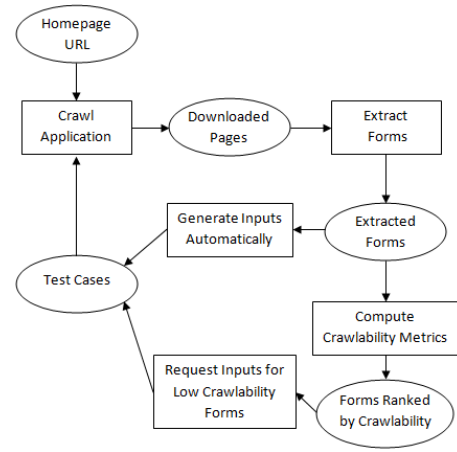 Homepage
URL
Crawl
Application
Downloaded
Pages
Extract
Forms
Generate Inputs
Automatically
Extracted
Forms
Test Cases
Compute
Crawlability Metrics
Request Inputs for
Low Crawlability
Forms
Forms Ranked
by Crawlability